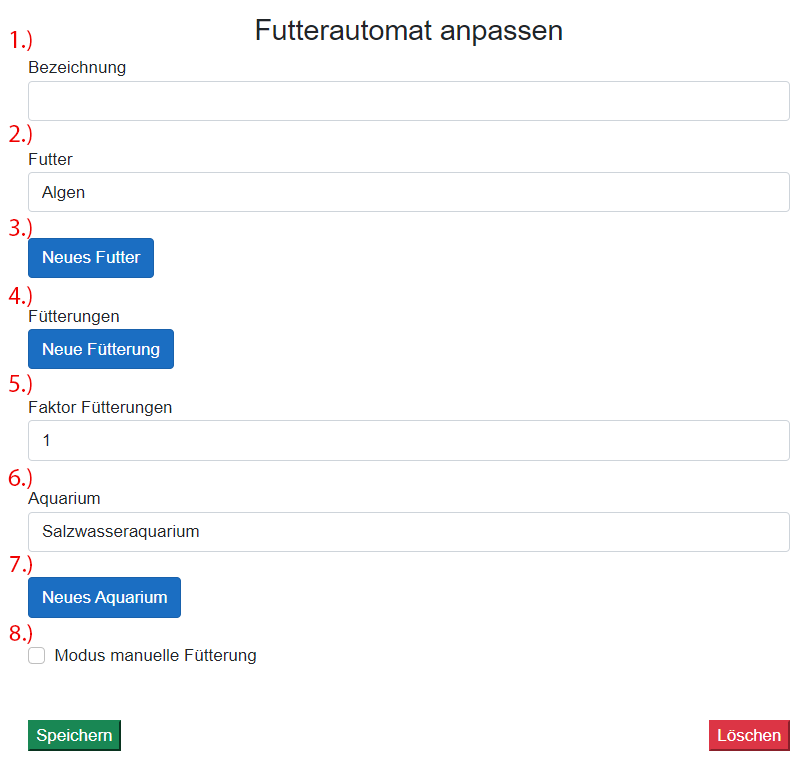 Futterautomat anpassen
1.)
Bezeichnung
2.)
Futter
Algen
3.)
Neues Futter
4.)
Fütterungen
Neue Fütterung
5.)
Faktor Fütterungen
1
6.)
Aquarium
Salzwasseraquarium
7.)
Neues Aquarium
8.)
Modus manuelle Fütterung
Speichern
Löschen